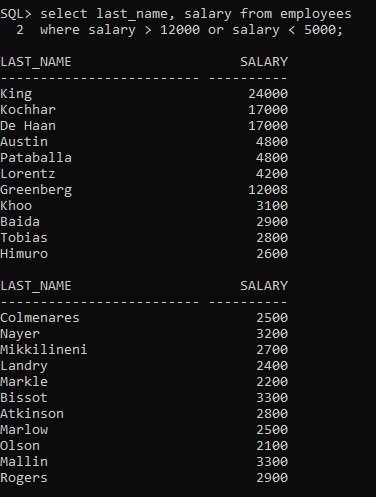 SQL> select last_name, salary from employees
  2  where salary > 12000 or salary < 5000;
LAST_NAME                     SALARY
------------------------- ----------
King                           24000
Kochhar                        17000
De Haan                        17000
Austin                          4800
Pataballa                       4800
Lorentz                         4200
Greenberg                      12008
Khoo                            3100
Baida                           2900
Tobias                          2800
Himuro                          2600
LAST_NAME                     SALARY
------------------------- ----------
Colmenares                      2500
Nayer                           3200
Mikkilineni                     2700
Landry                          2400
Markle                          2200
Bissot                          3300
Atkinson                        2800
Marlow                          2500
Olson                           2100
Mallin                          3300
Rogers                          2900